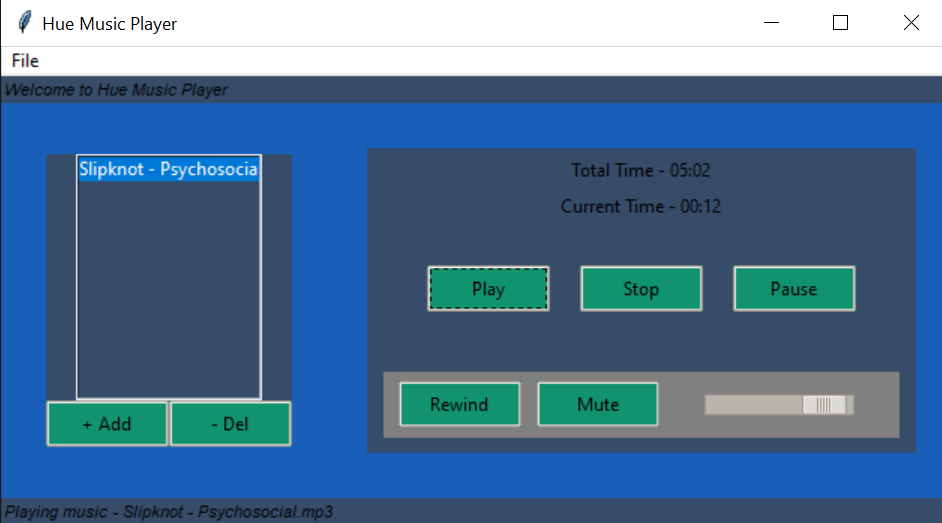 Hue Music Player
File
Welcome to Hue Music Player
Slipknot - Psychosocia
+ Add
- Del
Total Time - 05:02
Current Time - 00:12
Play
Stop
Pause
Rewind
Mute
Playing music - Slipknot - Psychosocial.mp3